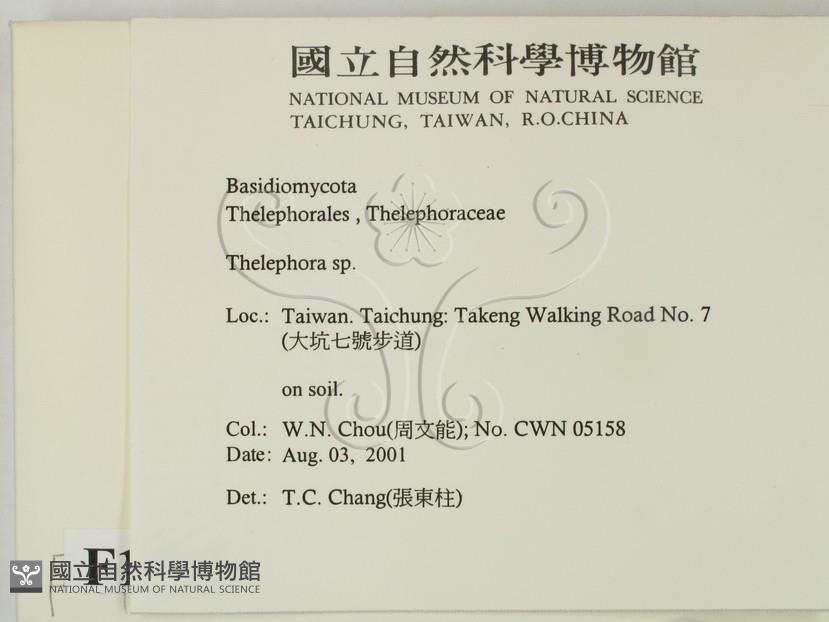 國立自然科學博物館
NATIONAL MUSEUM OF NATURAL SCIENCE
TAICHUNG, TAIWAN, R.O.CHINA
Basidiomycota
Thelephorales , Thelephoraceae
Thelephora sp.
Loc.: Taiwan. Taichung: Takeng Walking Road No. 7
(大坑七號步道)
on soil.
Col.: W.N. Chou(周文能); No. CWN 05158
Date: Aug. 03, 2001
Det.: T.C. Chang(張東柱)
國立自然科學博物館
NATIONAL MUSEUM OF NATURAL SCIENCE